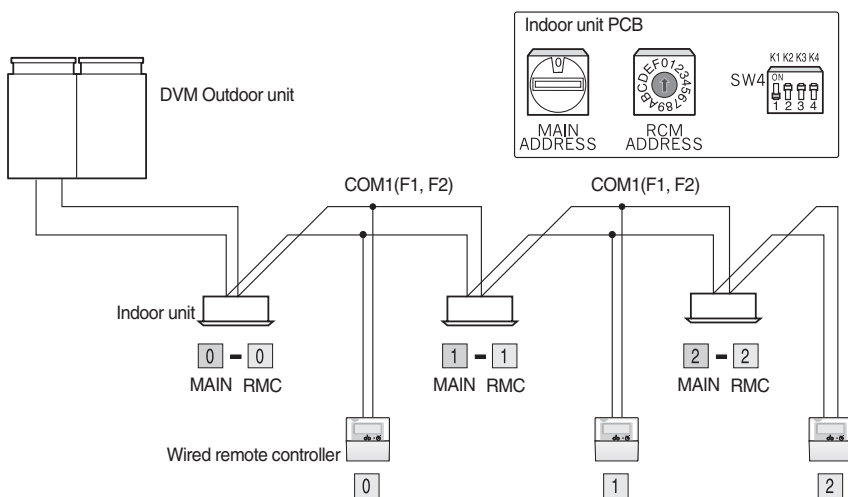 Indoor unit PCB
K1 K2 K3 K4
SW4
ON
1 2 3 4
0
EF0123456789ABCD
MAIN
ADDRESS
RCM
ADDRESS
DVM Outdoor unit
COM1(F1, F2)
COM1(F1, F2)
Indoor unit
0 - 0
1 - 1
2 - 2
MAIN RMC
MAIN RMC
MAIN RMC
Wired remote controller
0
1
2